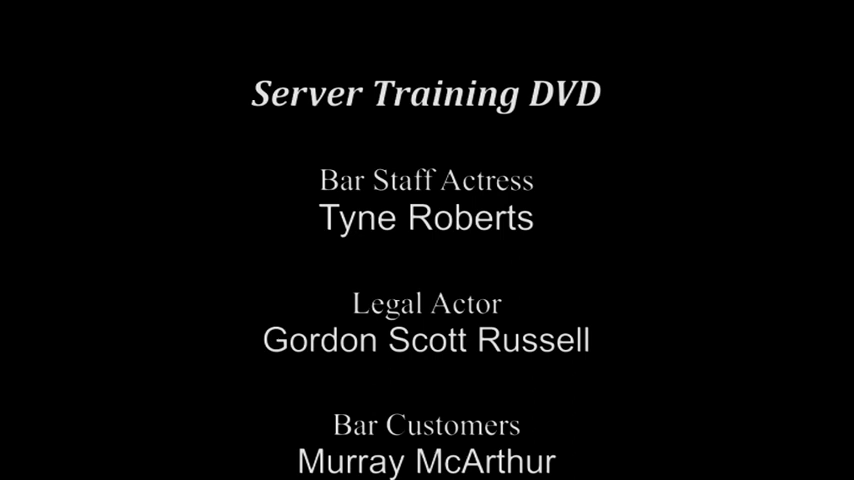 Server Training DVD
Bar Staff Actress
Tyne Roberts
Legal Actor
Gordon Scott Russell
Bar Customers
Murray McArthur